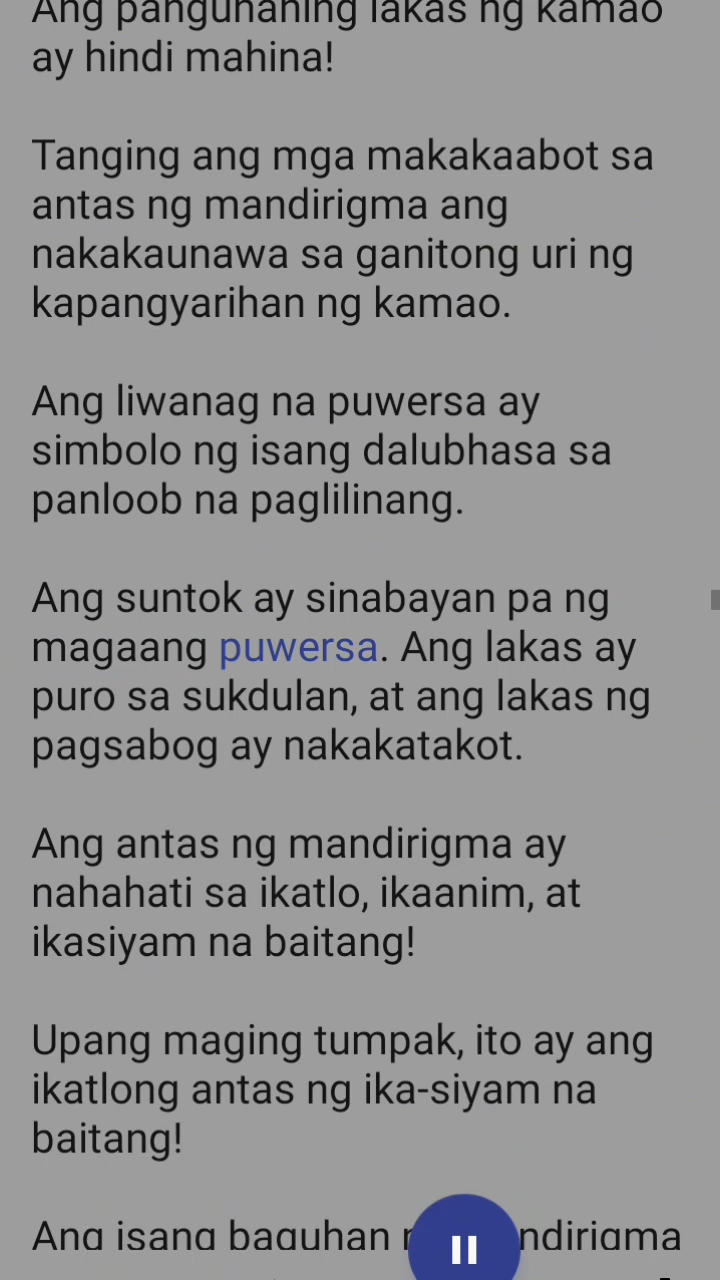 Ang pangunahing lakas ng kamao
ay hindi mahina!
Tanging ang mga makakaabot sa
antas ng mandirigma ang
nakakaunawa sa ganitong uri ng
kapangyarihan ng kamao.
Ang liwanag na puwersa ay
simbolo ng isang dalubhasa sa
panloob na paglilinang.
Ang suntok ay sinabayan pa ng
magaang puwersa. Ang lakas ay
puro sa sukdulan, at ang lakas ng
pagsabog ay nakakatakot.
Ang antas ng mandirigma ay
nahahati sa ikatlo, ikaanim, at
ikasiyam na baitang!
Upang maging tumpak, ito ay ang
ikatlong antas ng ika-siyam na
baitang!
Ang isang baguhan